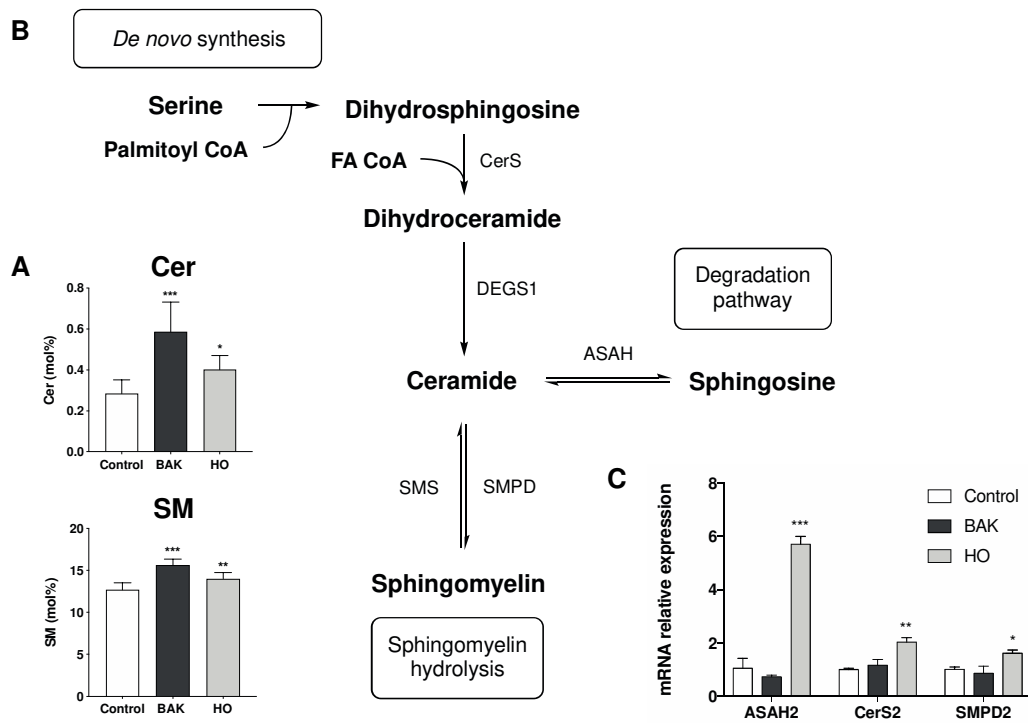 B
De novo synthesis
Serine
Palmitoyl CoA
Dihydrosphingosine
FA CoA
CerS
Dihydroceramide
DEGS1
Degradation
pathway
Ceramide
ASAH
Sphingosine
SMS
SMPD
Sphingomyelin
Sphingomyelin
hydrolysis
A
Cer
Cer (mol%)
0.8
0.6
0.4
0.2
0.0
***
*
Control BAK HO
SM
SM (mol%)
20
15
10
5
0
***
**
Control BAK HO
C
mRNA relative expression
8
6
4
2
0
Control
BAK
HO
***
**
*
ASAH2 CerS2 SMPD2